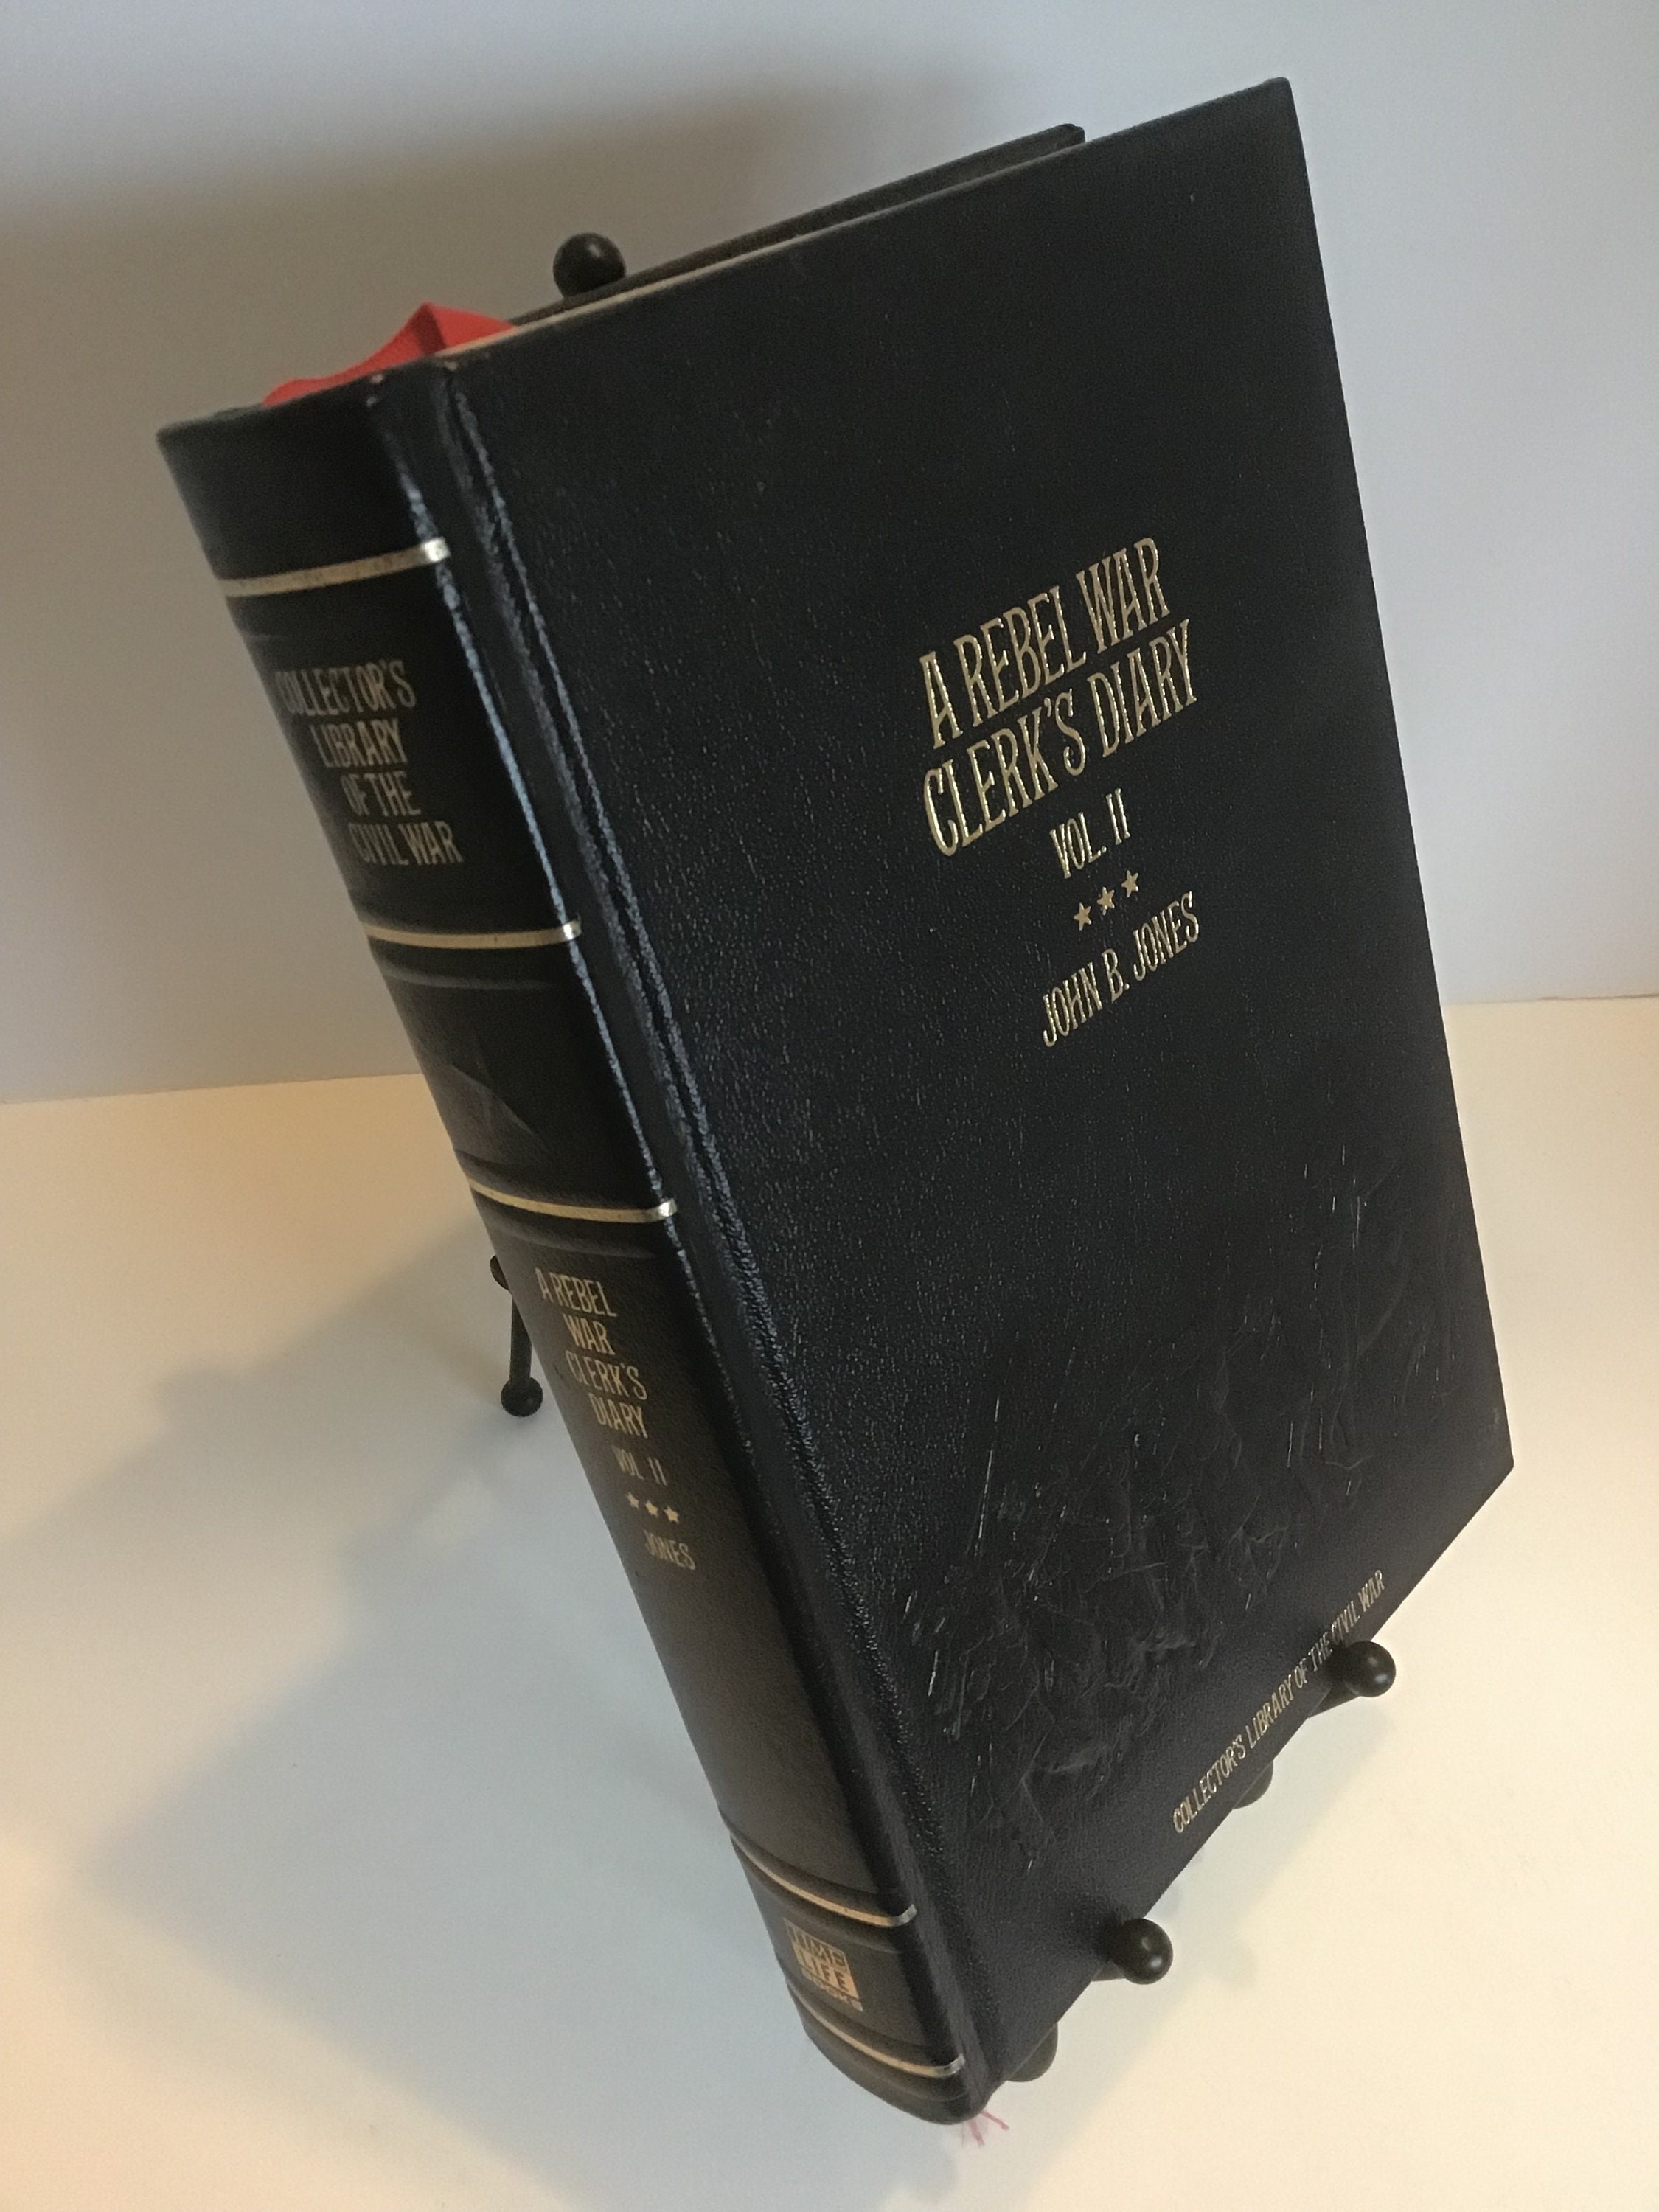 COLLECTOR'S
LIBRARY
OF THE
CIVIL WAR
A REBEL
WAR
CLERK'S
DIARY
VOL II
JONES
TIME
LIFE
BOOKS
A REBEL WAR
CLERK'S DIARY
VOL. II
JOHN B. JONES
COLLECTOR'S LIBRARY OF THE CIVIL WAR